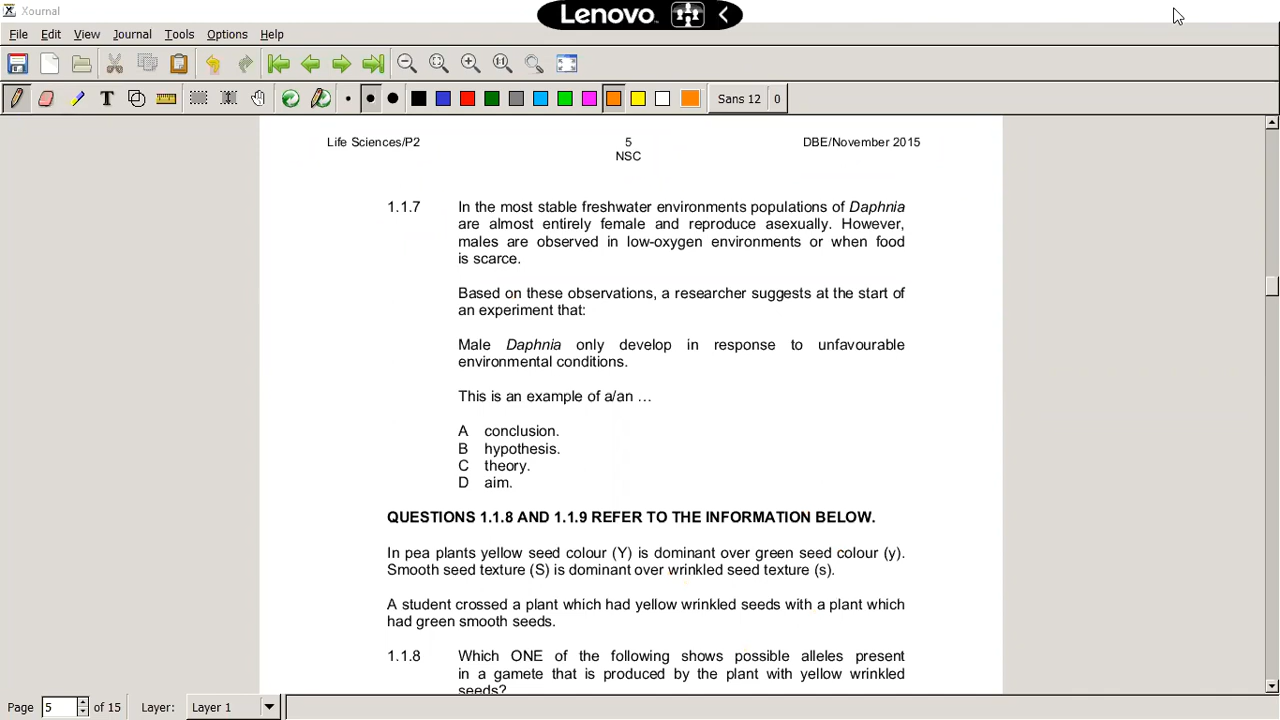 Xournal
Lenovo
File Edit View Journal Tools Options Help
T Sans 12 0
Life Sciences/P2 5 DBE/November 2015
NSC
1.1.7 In the most stable freshwater environments populations of Daphnia
are almost entirely female and reproduce asexually. However,
males are observed in low-oxygen environments or when food
is scarce.
Based on these observations, a researcher suggests at the start of
an experiment that:
Male Daphnia only develop in response to unfavourable
environmental conditions.
This is an example of a/an …
A conclusion.
B hypothesis.
C theory.
D aim.
QUESTIONS 1.1.8 AND 1.1.9 REFER TO THE INFORMATION BELOW.
In pea plants yellow seed colour (Y) is dominant over green seed colour (y).
Smooth seed texture (S) is dominant over wrinkled seed texture (s).
A student crossed a plant which had yellow wrinkled seeds with a plant which
had green smooth seeds.
1.1.8 Which ONE of the following shows possible alleles present
in a gamete that is produced by the plant with yellow wrinkled
seeds?
Page 5 of 15 Layer: Layer 1